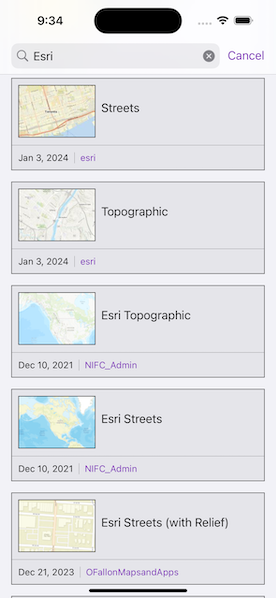 9:34
Esri
Cancel
Streets
Jan 3, 2024
esri
Topographic
Jan 3, 2024
esri
Esri Topographic
Dec 10, 2021
NIFC_Admin
Esri Streets
Dec 10, 2021
NIFC_Admin
Esri Streets (with Relief)
Dec 21, 2023
OFallonMapsandApps